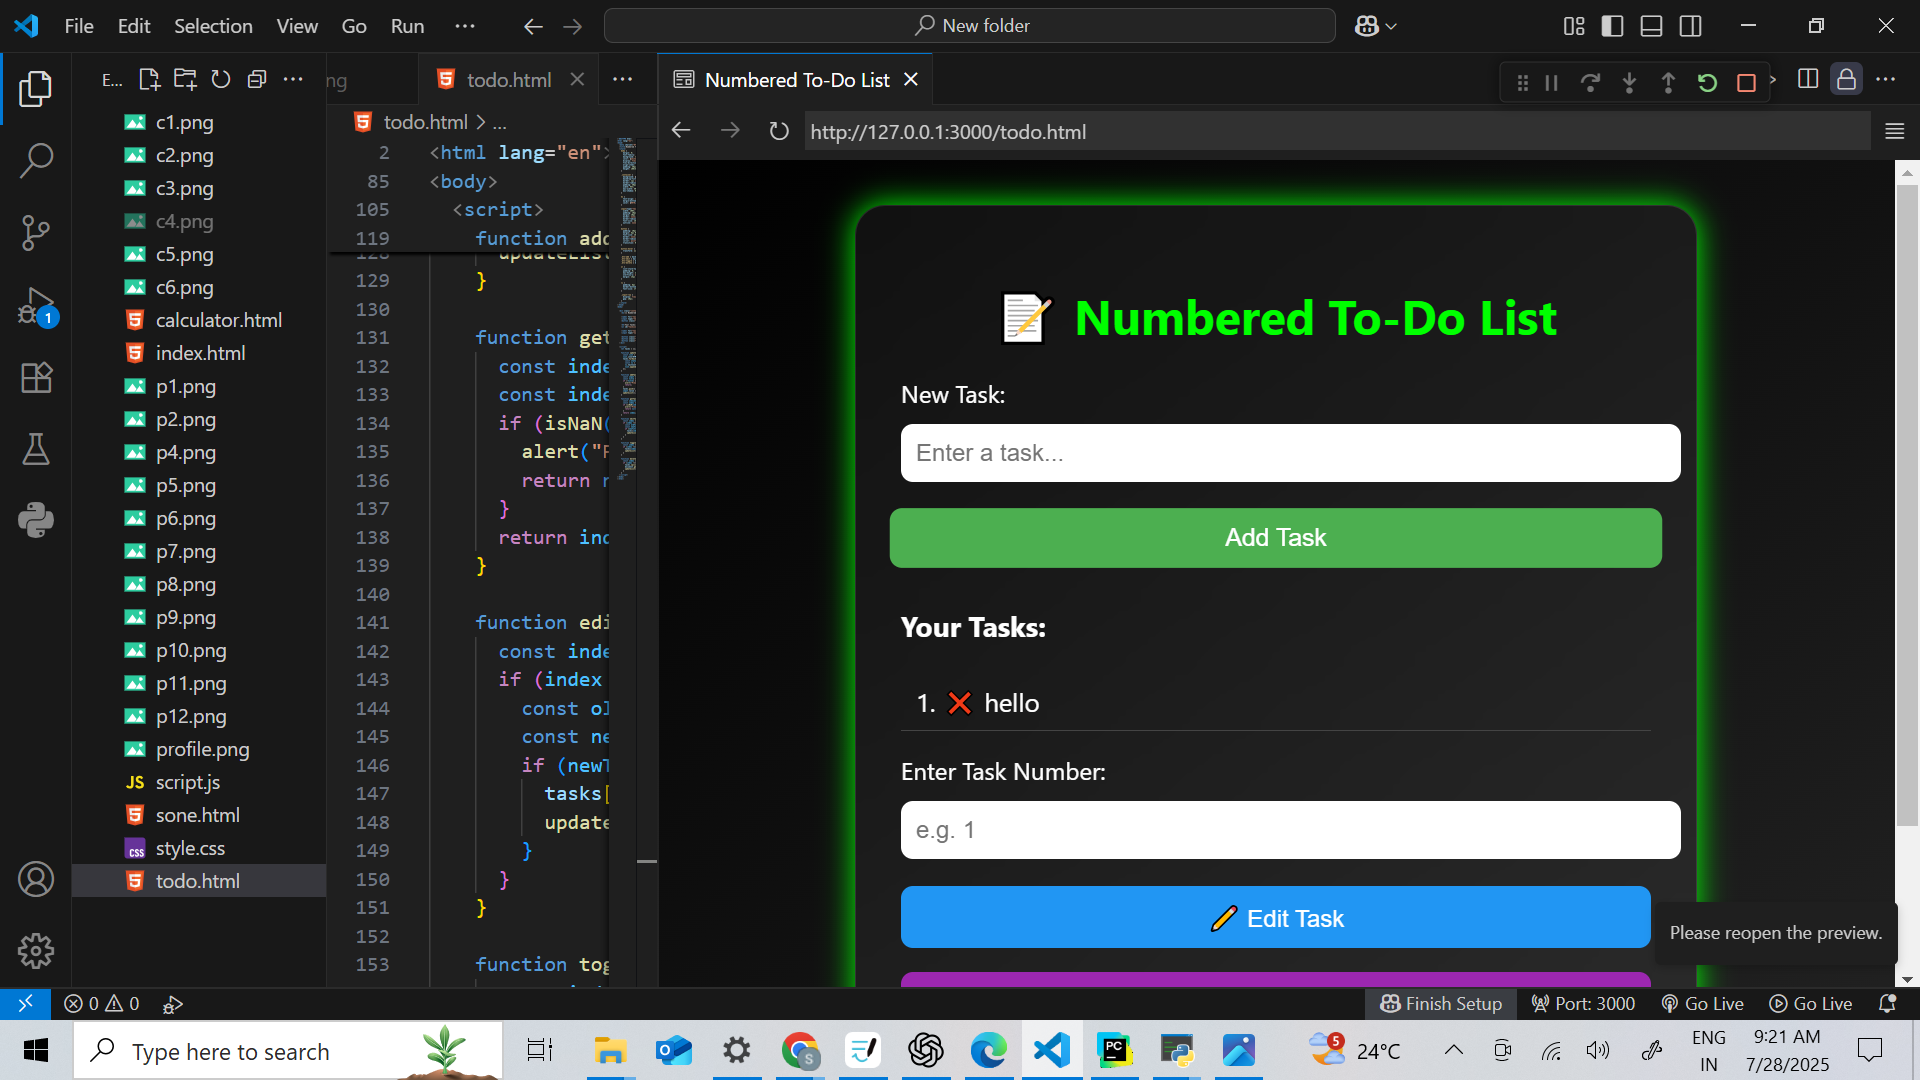 File Edit Selection View Go Run ... New folder
E... ng todo.html ... Numbered To-Do List ...
todo.html > ... http://127.0.0.1:3000/todo.html
c1.png
c2.png
c3.png
c4.png
c5.png
c6.png
calculator.html
index.html
p1.png
p2.png
p4.png
p5.png
p6.png
p7.png
p8.png
p9.png
p10.png
p11.png
p12.png
profile.png
JS script.js
sone.html
css style.css
todo.html
1
2 <html lang="en">
85 <body>
105 <script>
119 function add
128 updateList
129 }
130
131 function get
132 const inde
133 const inde
134 if (isNaN(
135 alert("P
136 return n
137 }
138 return ind
139 }
140
141 function edi
142 const inde
143 if (index
144 const ol
145 const ne
146 if (newT
147 tasks[
148 update
149 }
150 }
151 }
152
153 function tog
Numbered To-Do List
New Task:
Enter a task...
Add Task
Your Tasks:
1. ❌ hello
Enter Task Number:
e.g. 1
Edit Task
Please reopen the preview.
0 0 Finish Setup Port: 3000 Go Live Go Live
Type here to search PC S 5 24°C ENG 9:21 AM
IN 7/28/2025